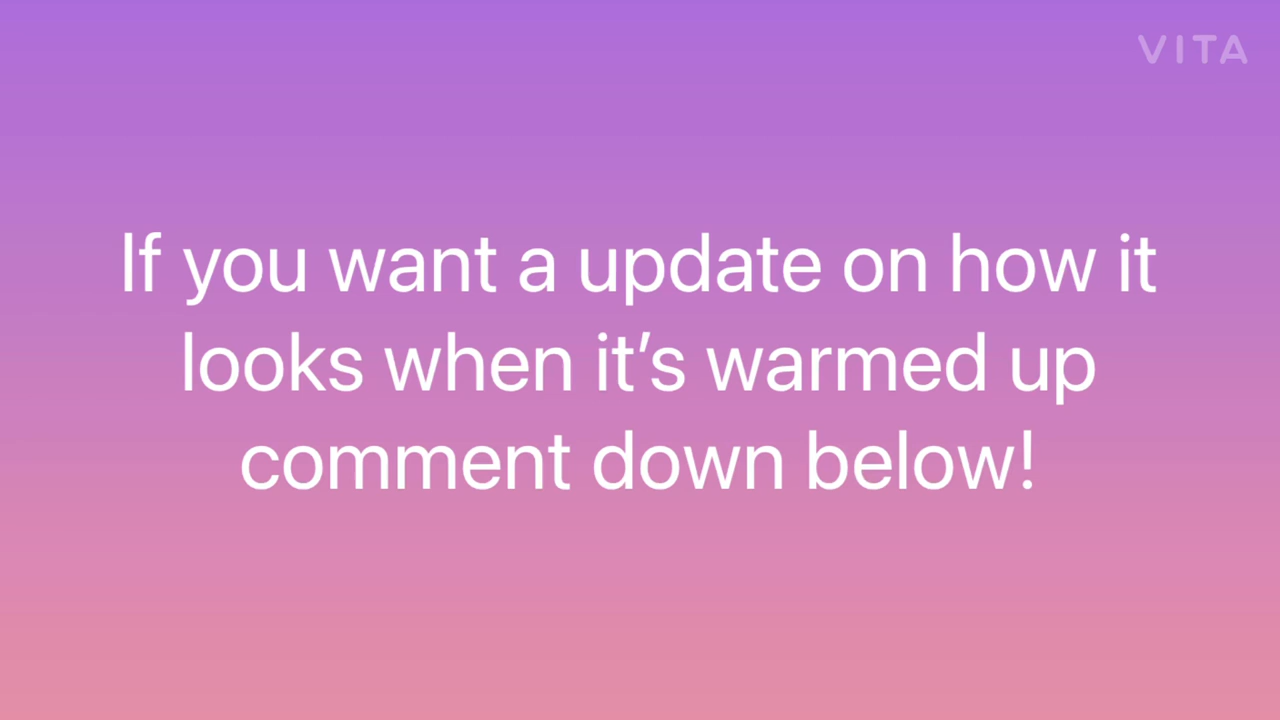 VITA
If you want a update on how it
looks when it’s warmed up
comment down below!